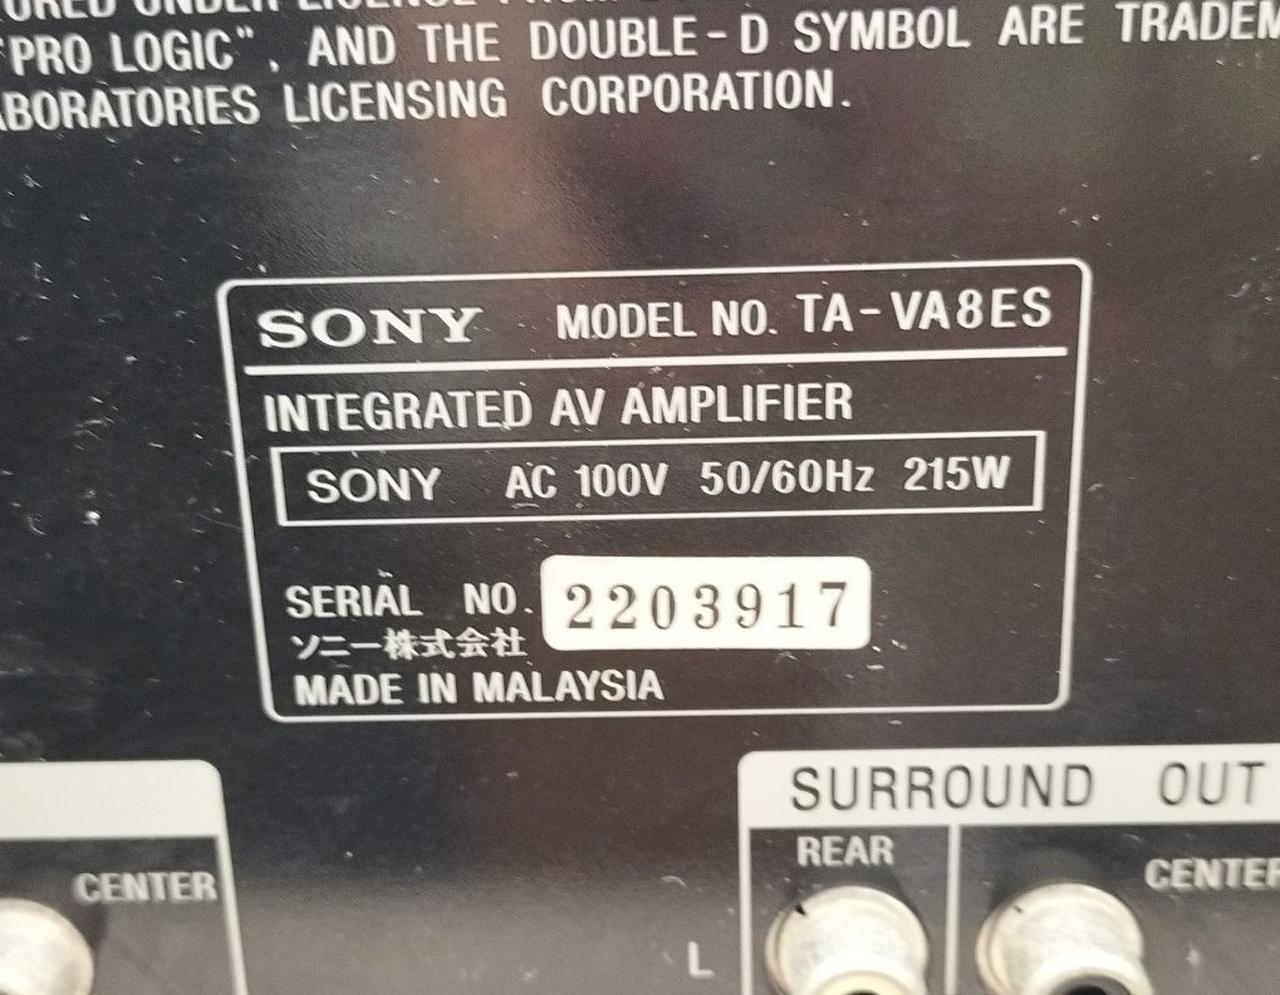 "PRO LOGIC", AND THE DOUBLE-D SYMBOL ARE
LICENSING CORPORATION.
SONY MODEL NO. TA-VA8ES
INTEGRATED AV AMPLIFIER
SONY AC 100V 50/60Hz 215W
SERIAL NO. 2203917
ソニー株式会社
MADE IN MALAYSIA
SURROUND OUT
REAR
CENTER
CENTER
L